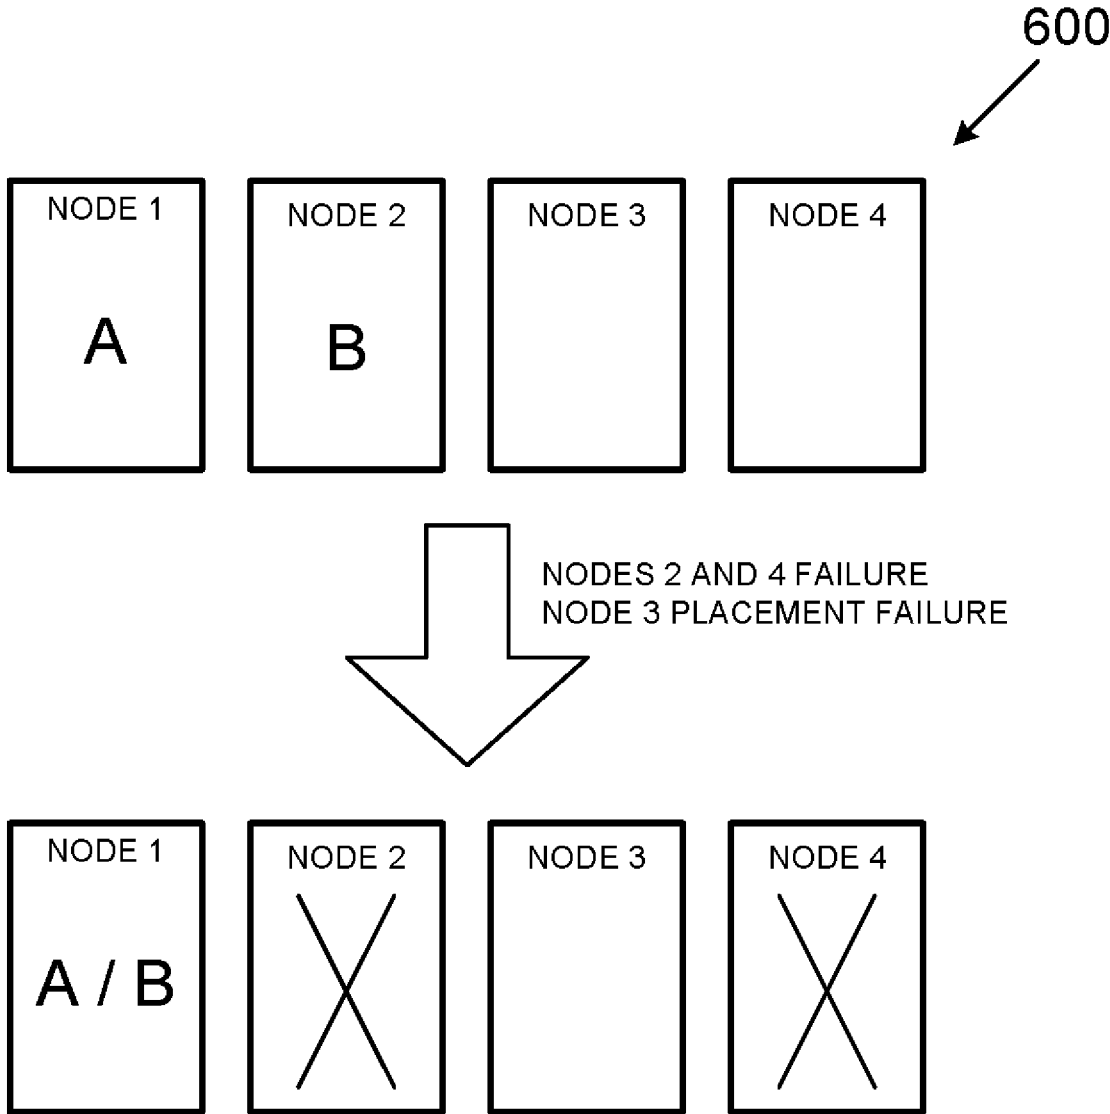 600
NODE 1
NODE 2
NODE 3
NODE 4
A
B
NODES 2 AND 4 FAILURE
NODE 3 PLACEMENT FAILURE
NODE 1
NODE 2
NODE 3
NODE 4
A / B